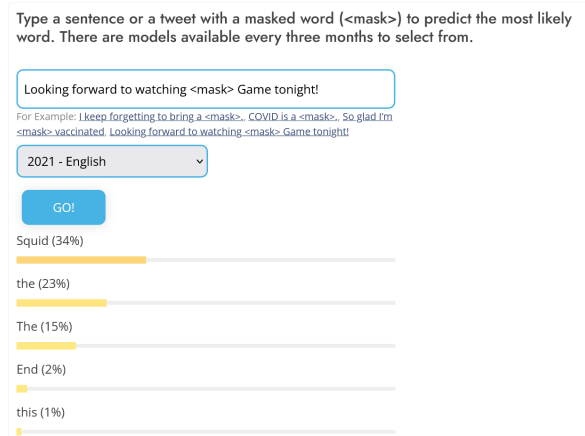 Type a sentence or a tweet with a masked word (<mask>) to predict the most likely
word. There are models available every three months to select from.
Looking forward to watching <mask> Game tonight!
For Example: I keep forgetting to bring a <mask>., COVID is a <mask>., So glad I'm
<mask> vaccinated, Looking forward to watching <mask> Game tonight!
2021 - English
GO!
Squid (34%)
the (23%)
The (15%)
End (2%)
this (1%)